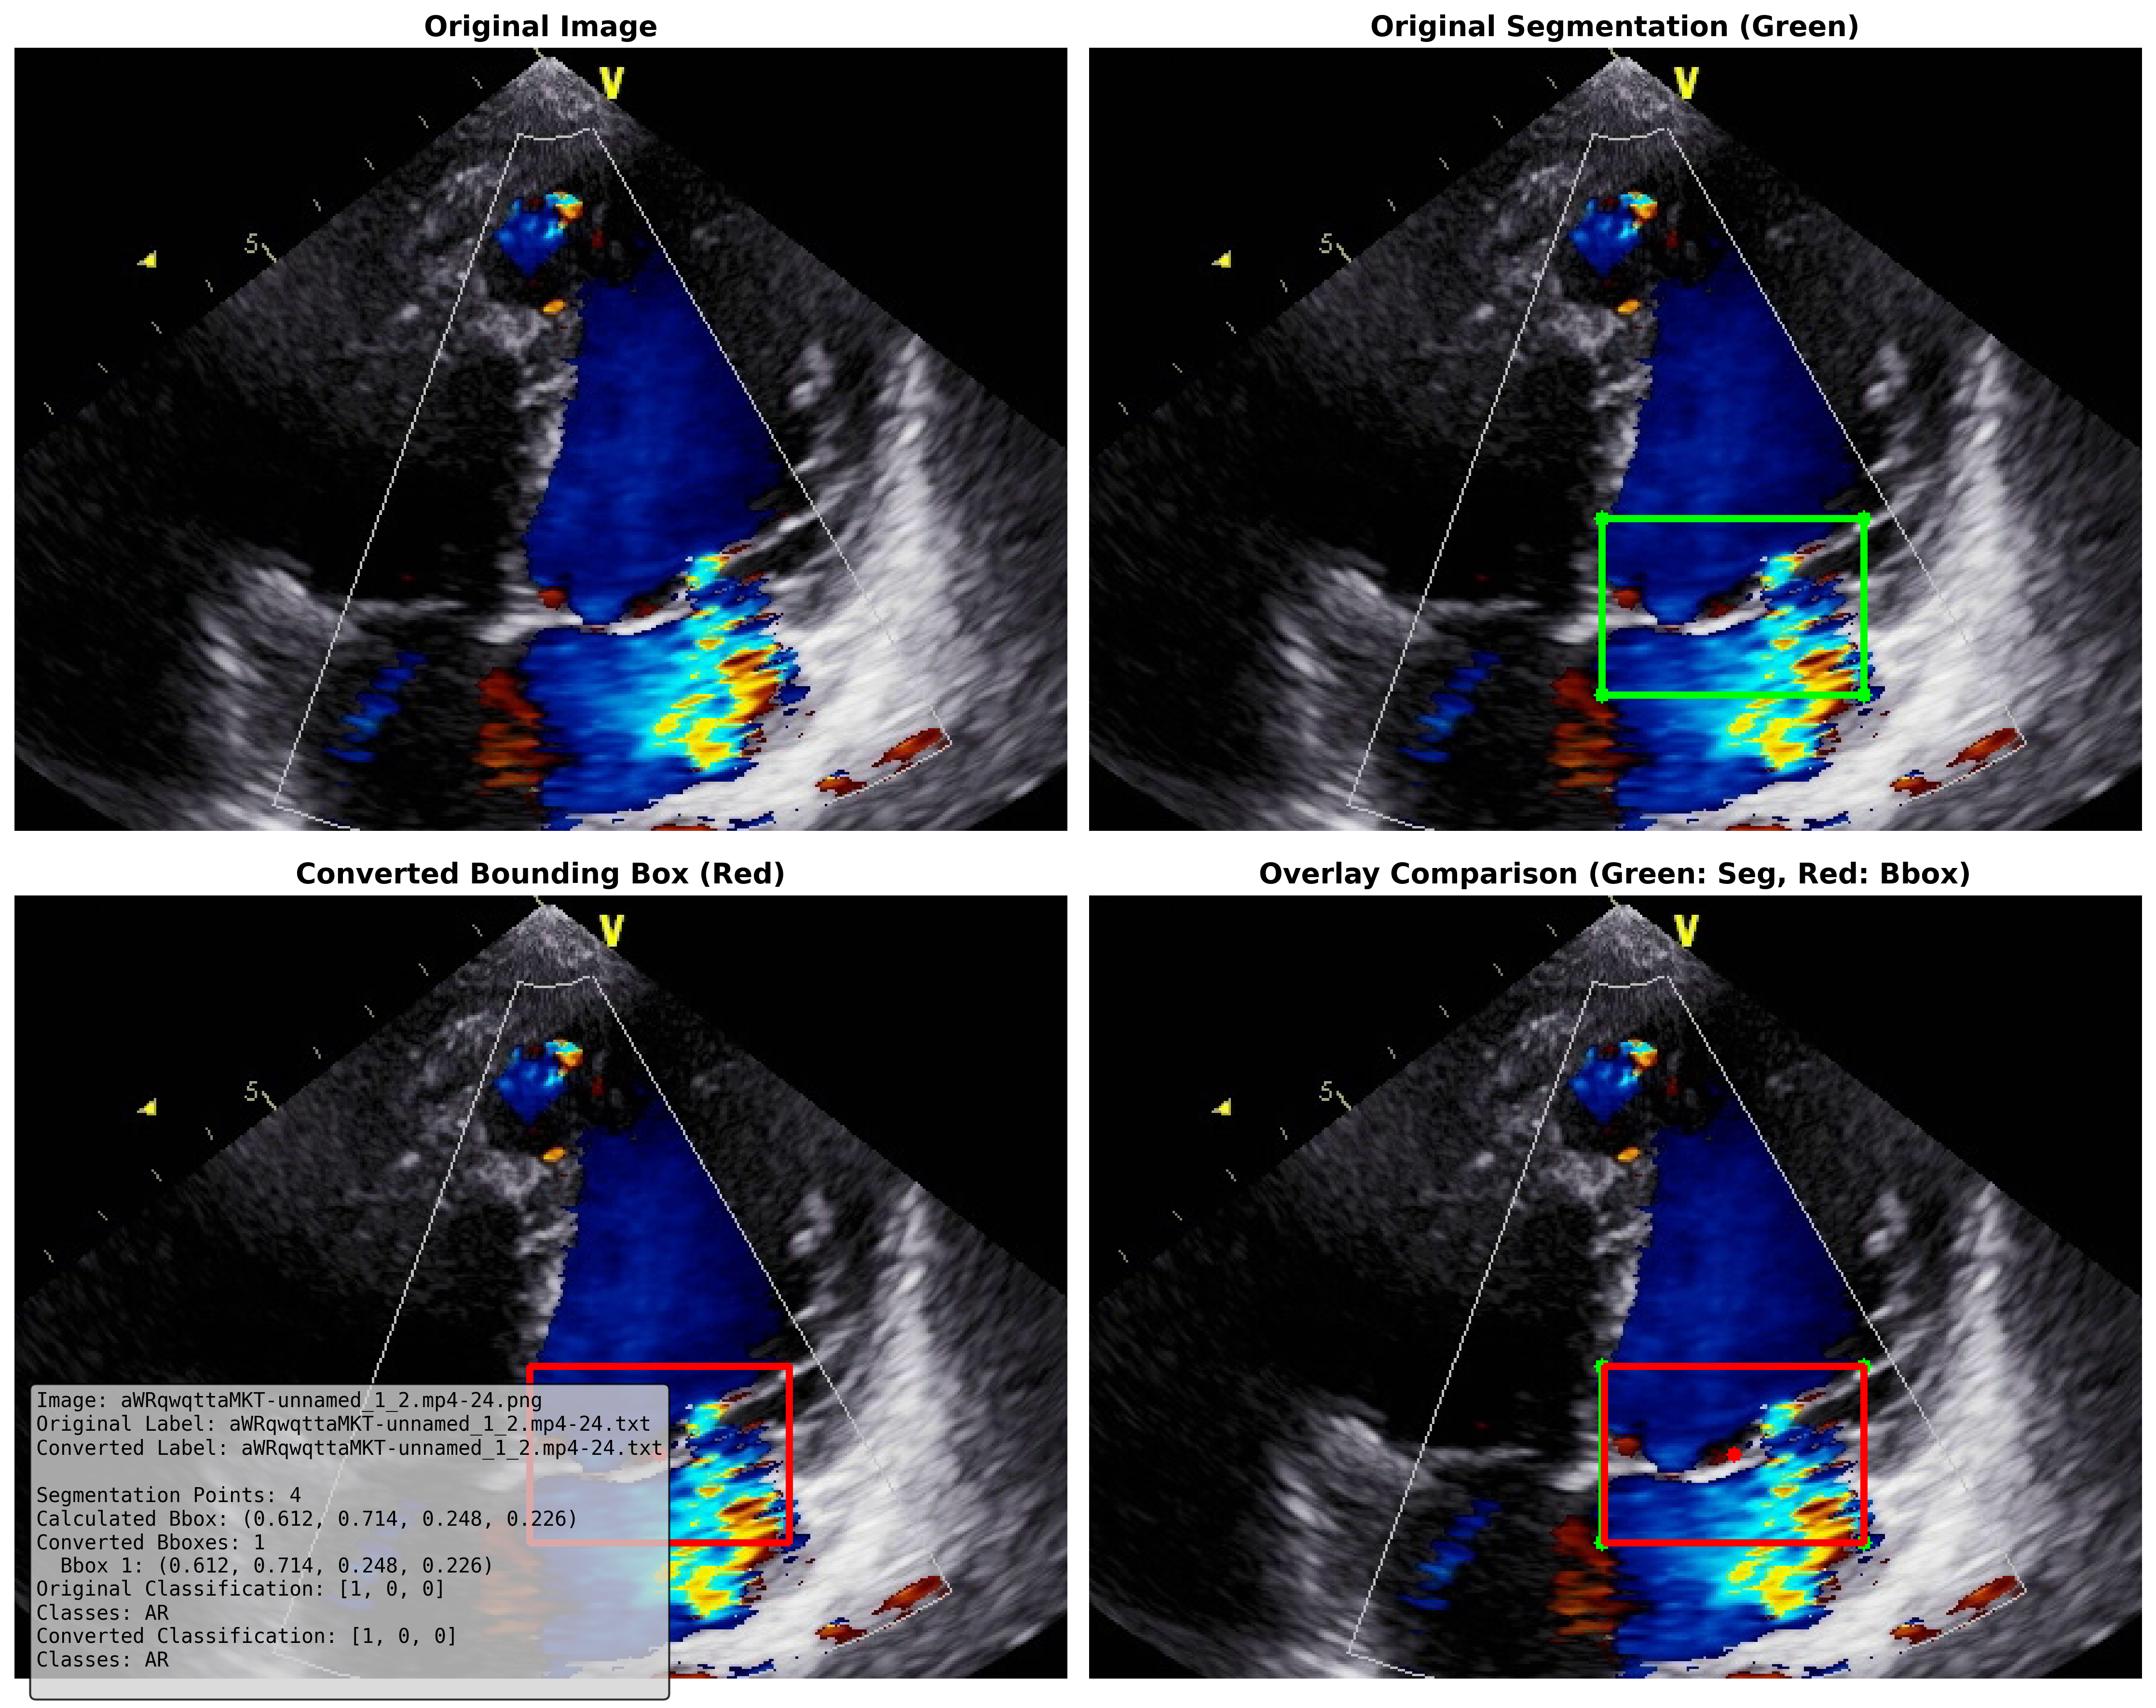 Original Image
Original Segmentation (Green)
V
5
V
5
Converted Bounding Box (Red)
Overlay Comparison (Green: Seg, Red: Bbox)
V
5
V
5
Image: aWRqwqttaMKT-unnamed_1_2.mp4-24.png
Original Label: aWRqwqttaMKT-unnamed_1_2.mp4-24.txt
Converted Label: aWRqwqttaMKT-unnamed_1_2.mp4-24.txt
Segmentation Points: 4
Calculated Bbox: (0.612, 0.714, 0.248, 0.226)
Converted Bboxes: 1
Bbox 1: (0.612, 0.714, 0.248, 0.226)
Original Classification: [1, 0, 0]
Classes: AR
Converted Classification: [1, 0, 0]
Classes: AR